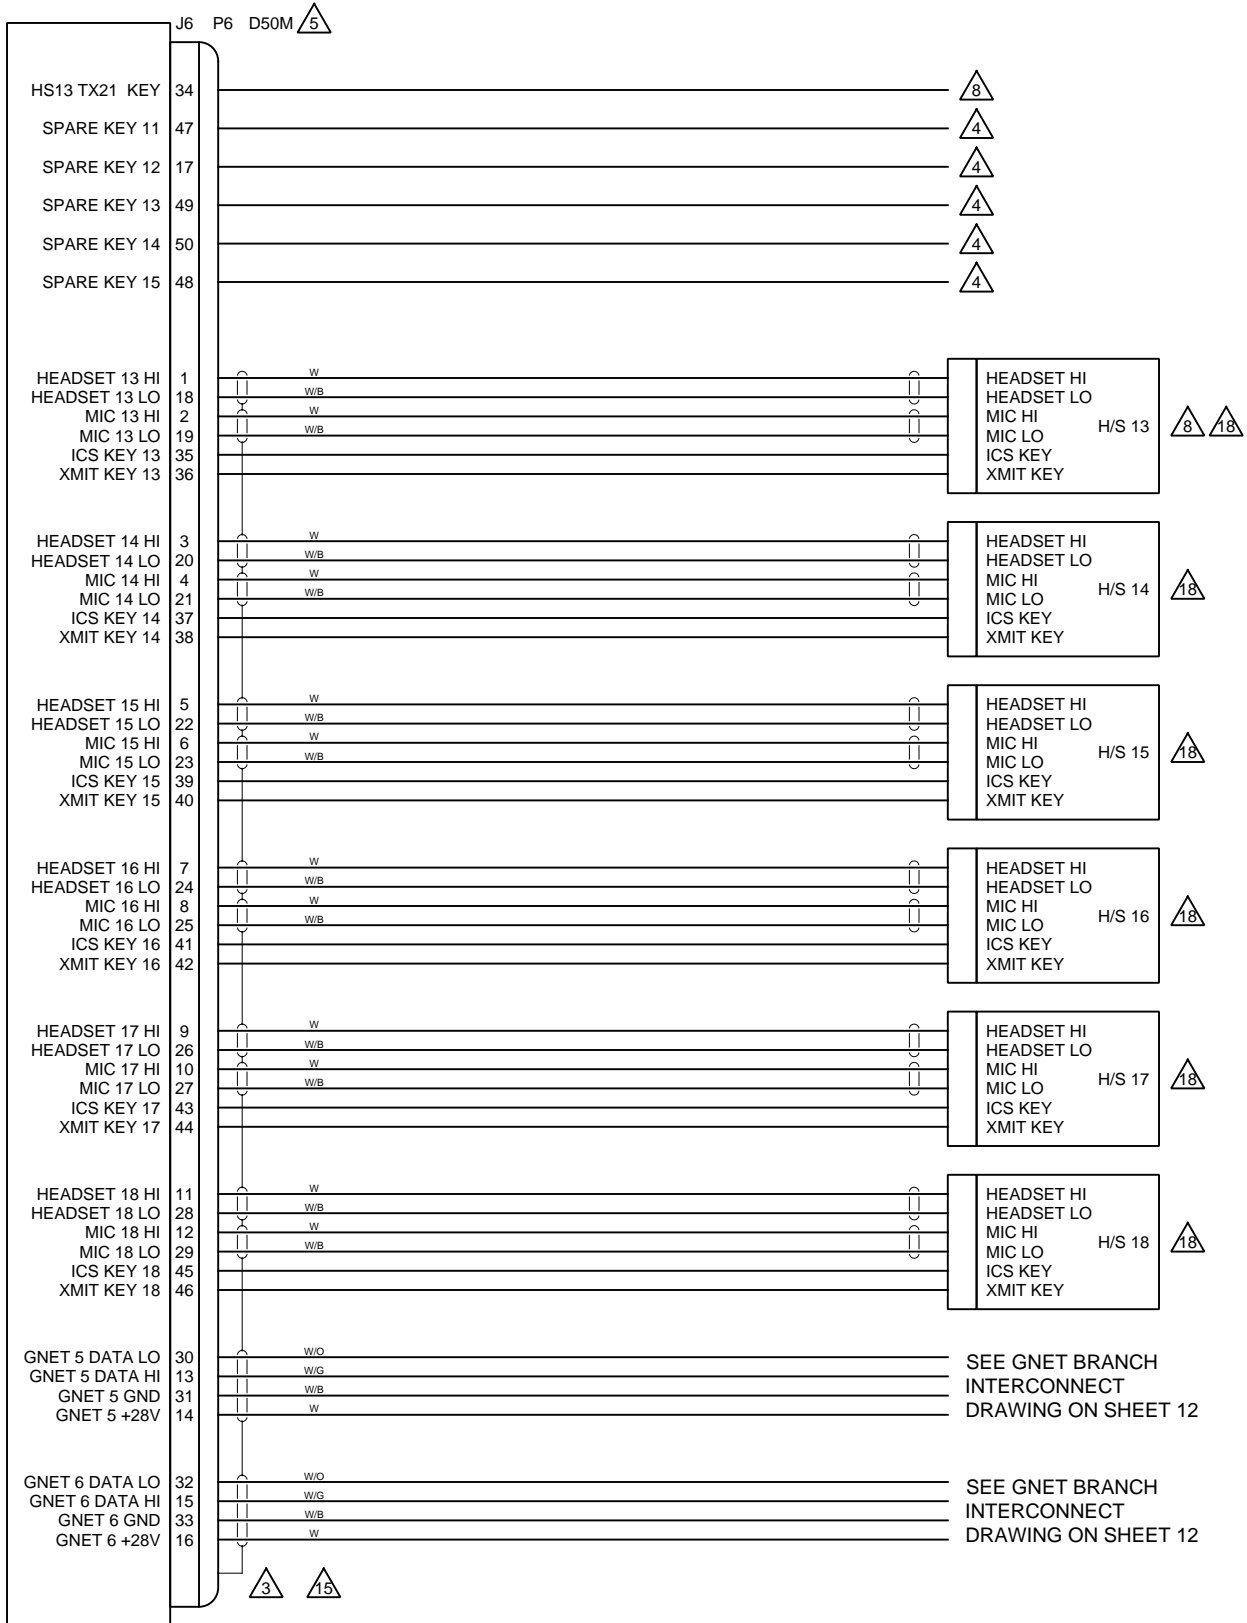 J6 P6 D50M 5
HS13 TX21 KEY 34 8
SPARE KEY 11 47 4
SPARE KEY 12 17 4
SPARE KEY 13 49 4
SPARE KEY 14 50 4
SPARE KEY 15 48 4
HEADSET 13 HI 1 W HEADSET HI
HEADSET 13 LO 18 W/B HEADSET LO
MIC 13 HI 2 W MIC HI
H/S 13 8 18
MIC 13 LO 19 W/B MIC LO
ICS KEY 13 35 ICS KEY
XMIT KEY 13 36 XMIT KEY
HEADSET 14 HI 3 W HEADSET HI
HEADSET 14 LO 20 W/B HEADSET LO
MIC 14 HI 4 W MIC HI
H/S 14 18
MIC 14 LO 21 W/B MIC LO
ICS KEY 14 37 ICS KEY
XMIT KEY 14 38 XMIT KEY
HEADSET 15 HI 5 W HEADSET HI
HEADSET 15 LO 22 W/B HEADSET LO
MIC 15 HI 6 W MIC HI
H/S 15 18
MIC 15 LO 23 W/B MIC LO
ICS KEY 15 39 ICS KEY
XMIT KEY 15 40 XMIT KEY
HEADSET 16 HI 7 W HEADSET HI
HEADSET 16 LO 24 W/B HEADSET LO
MIC 16 HI 8 W MIC HI
H/S 16 18
MIC 16 LO 25 W/B MIC LO
ICS KEY 16 41 ICS KEY
XMIT KEY 16 42 XMIT KEY
HEADSET 17 HI 9 W HEADSET HI
HEADSET 17 LO 26 W/B HEADSET LO
MIC 17 HI 10 W MIC HI
H/S 17 18
MIC 17 LO 27 W/B MIC LO
ICS KEY 17 43 ICS KEY
XMIT KEY 17 44 XMIT KEY
HEADSET 18 HI 11 W HEADSET HI
HEADSET 18 LO 28 W/B HEADSET LO
MIC 18 HI 12 W MIC HI
H/S 18 18
MIC 18 LO 29 W/B MIC LO
ICS KEY 18 45 ICS KEY
XMIT KEY 18 46 XMIT KEY
GNET 5 DATA LO 30 W/O
GNET 5 DATA HI 13 W/G
GNET 5 GND 31 W/B
GNET 5 +28V 14 W
SEE GNET BRANCH
INTERCONNECT
DRAWING ON SHEET 12
GNET 6 DATA LO 32 W/O
GNET 6 DATA HI 15 W/G
GNET 6 GND 33 W/B
GNET 6 +28V 16 W
SEE GNET BRANCH
INTERCONNECT
DRAWING ON SHEET 12
3 15